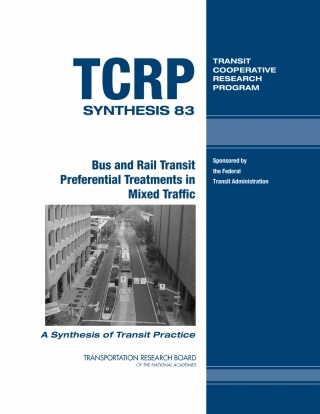 TCRP
SYNTHESIS 83
TRANSIT
COOPERATIVE
RESEARCH
PROGRAM
Bus and Rail Transit
Preferential Treatments in
Mixed Traffic
Sponsored by
the Federal
Transit Administration
A Synthesis of Transit Practice
TRANSPORTATION RESEARCH BOARD
OF THE NATIONAL ACADEMIES